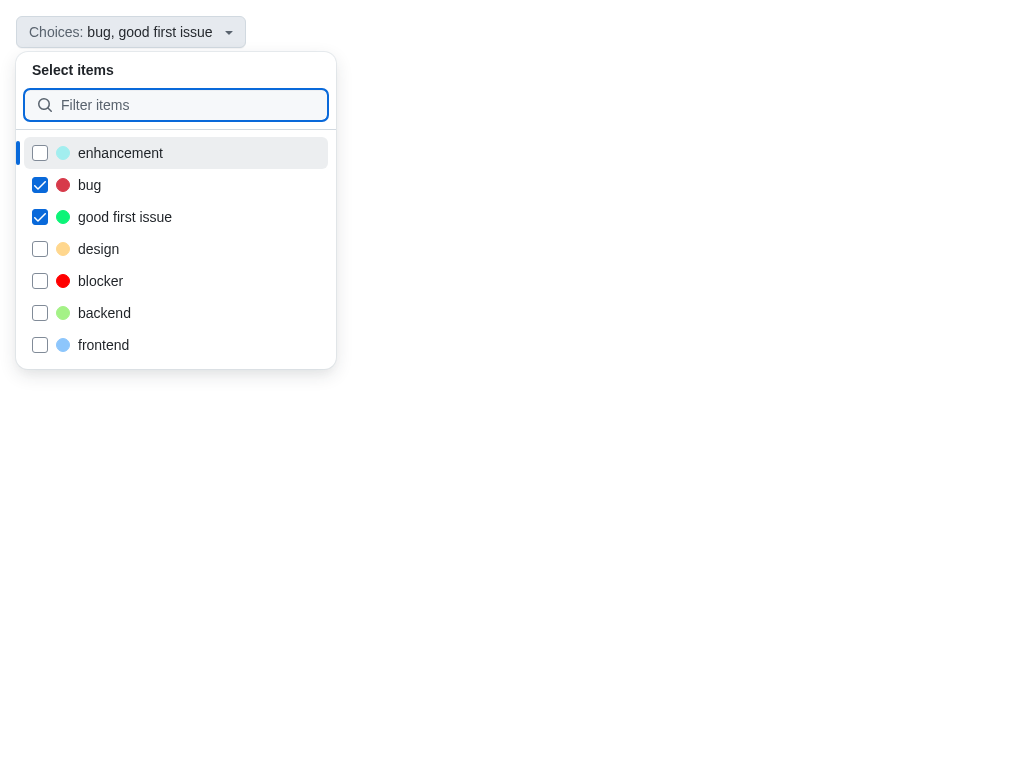 Choices: bug, good first issue
Select items
Filter items
enhancement
bug
good first issue
design
blocker
backend
frontend